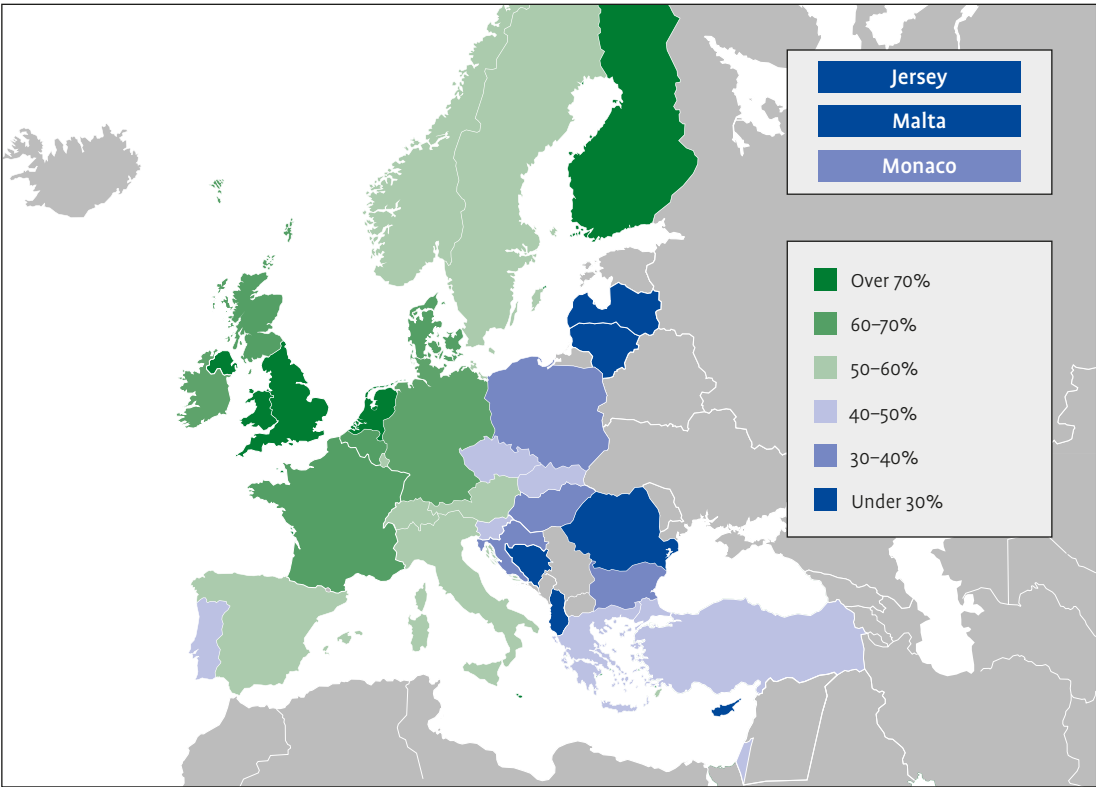 Jersey
Malta
Monaco
Over 70%
60–70%
50–60%
40–50%
30–40%
Under 30%